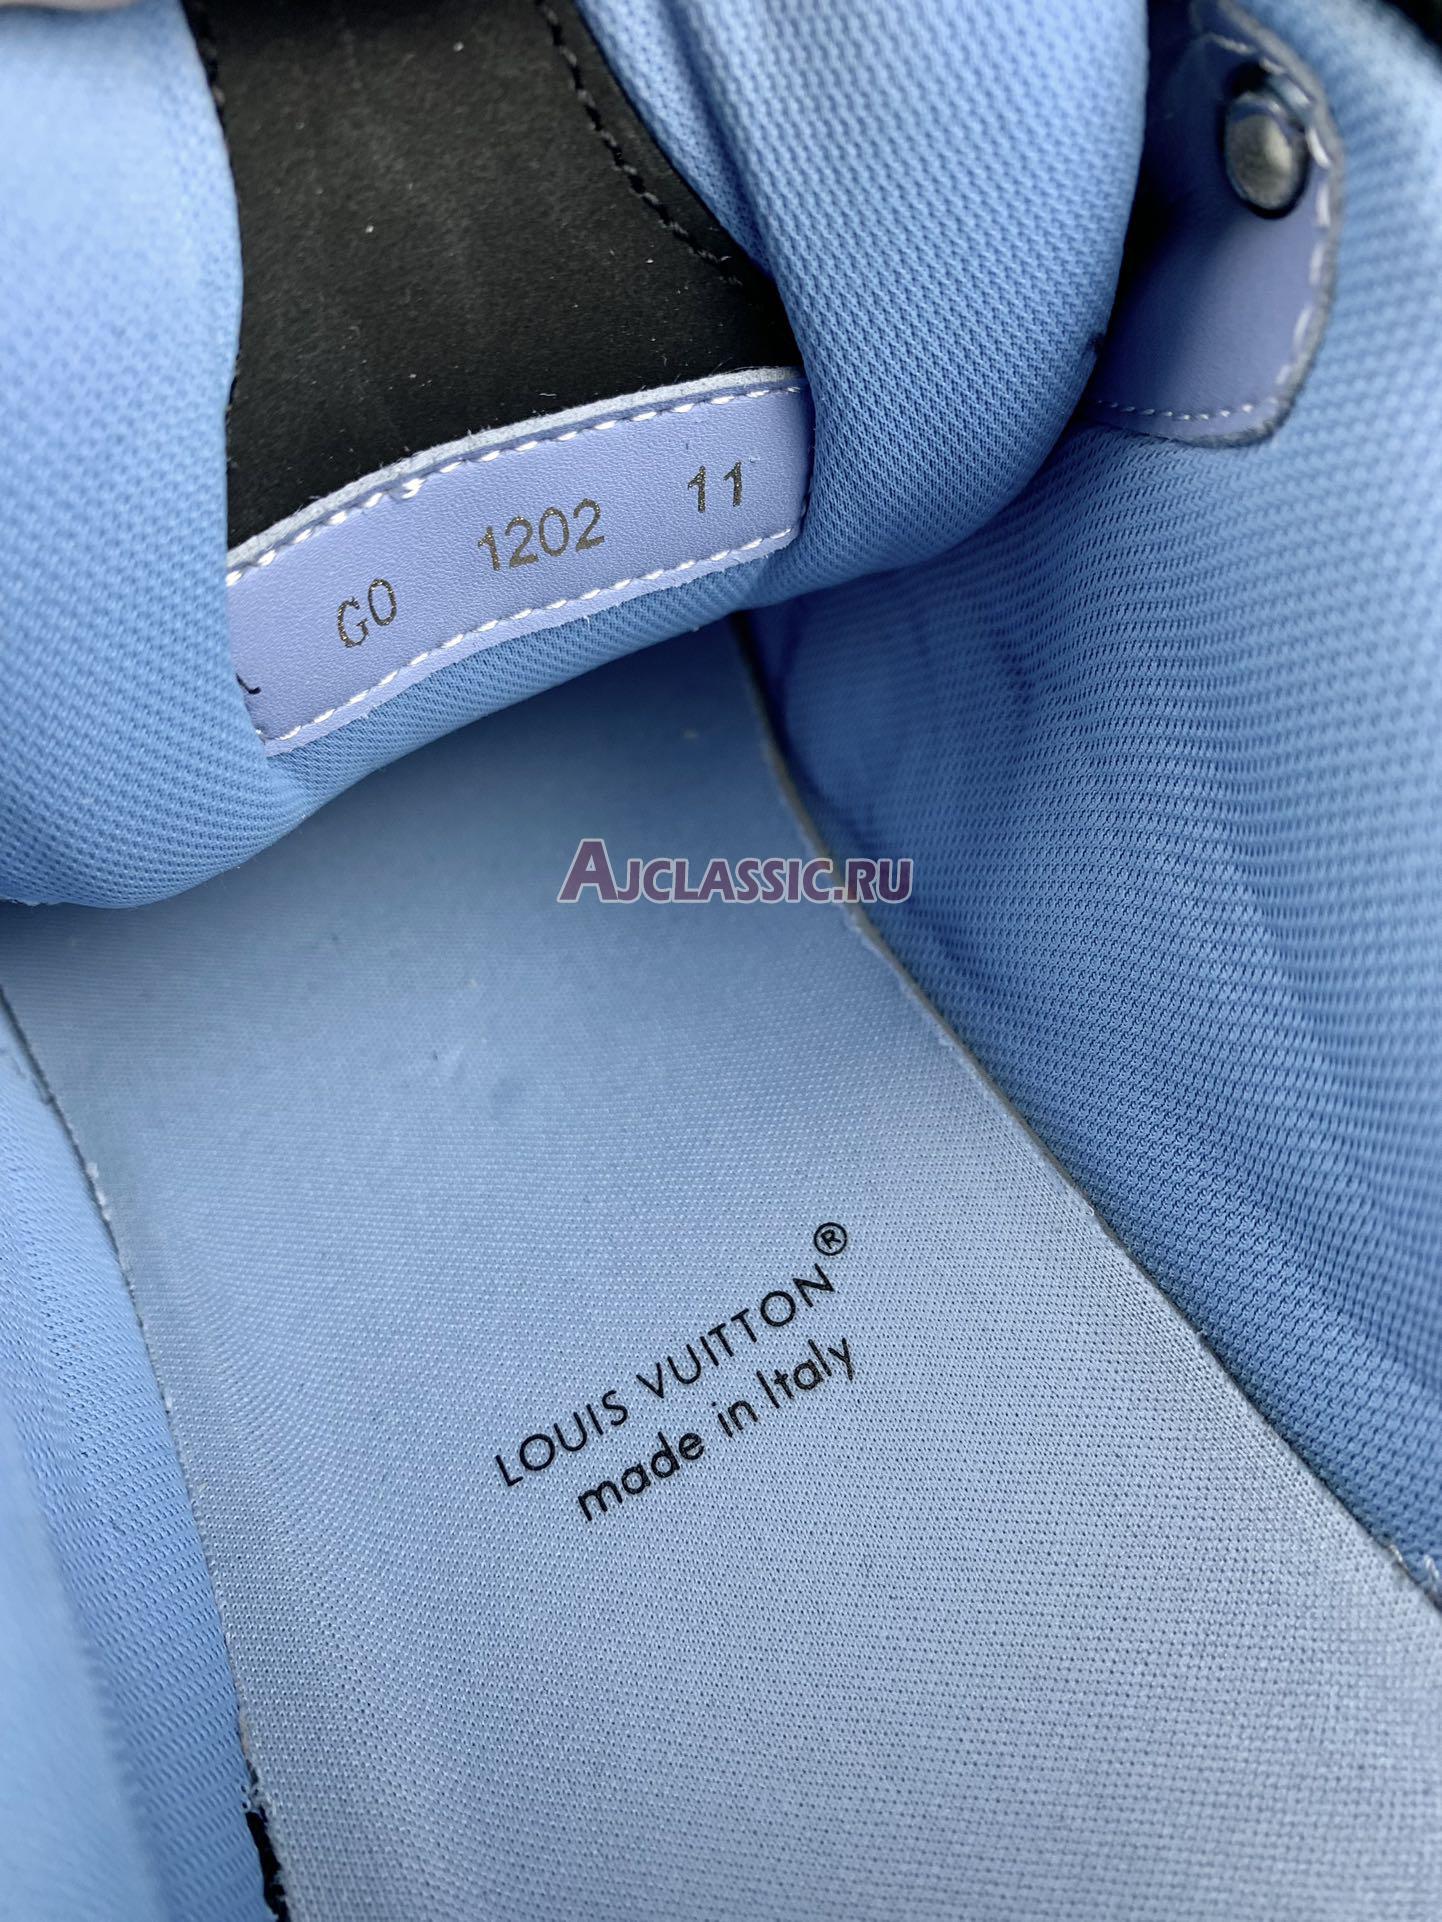 GO 1202 11
AJCLASSIC.RU
LOUIS VUITTON®
made in Italy